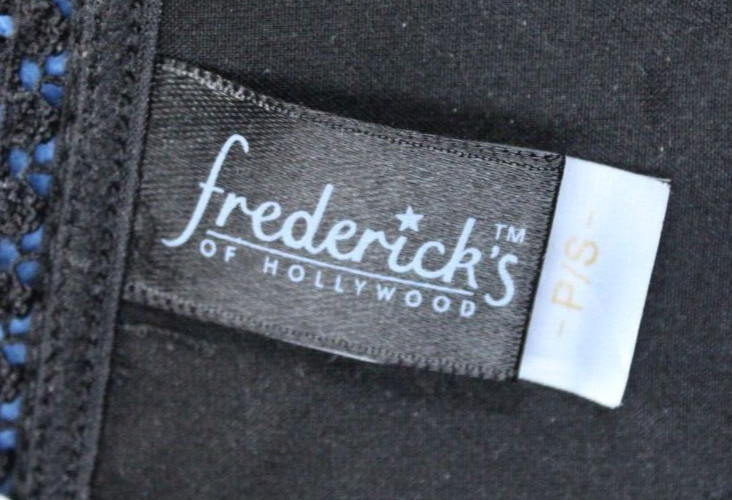 frederick's™
OF HOLLYWOOD
- P/S -